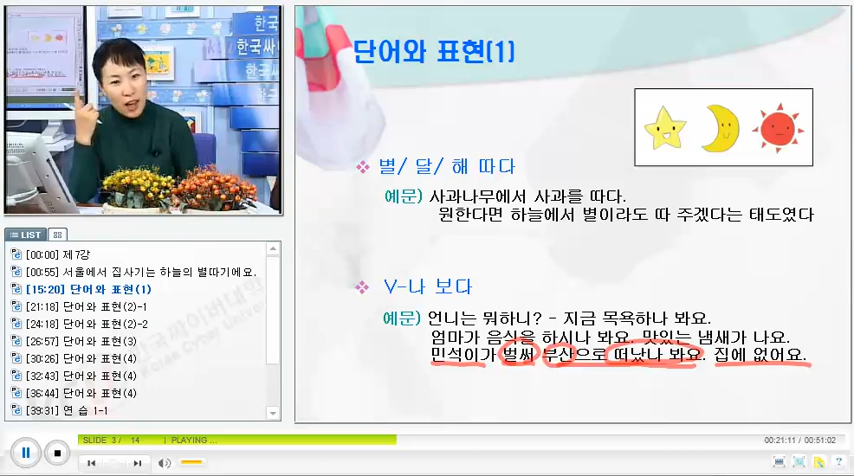 한국
한국싸이
단어와 표현(1)
별/ 달/ 해 따다
예문) 사과나무에서 사과를 따다.
원한다면 하늘에서 별이라도 따 주겠다는 태도였다
V-나 보다
예문) 언니는 뭐하니? - 지금 목욕하나 봐요.
엄마가 음식을 하시나 봐요. 맛있는 냄새가 나요.
민석이가 벌써 부산으로 떠났나 봐요. 집에 없어요.
LIST
[00:00] 제 7강
[00:55] 서울에서 집사기는 하늘의 별따기에요.
[15:20] 단어와 표현(1)
[21:18] 단어와 표현(2)-1
[24:18] 단어와 표현(2)-2
[26:57] 단어와 표현(3)
[30:26] 단어와 표현(4)
[32:43] 단어와 표현(4)
[36:44] 단어와 표현(4)
[39:31] 연 습 1-1
SLIDE 3 / 14 | PLAYING ...
00:21:11 / 00:51:02